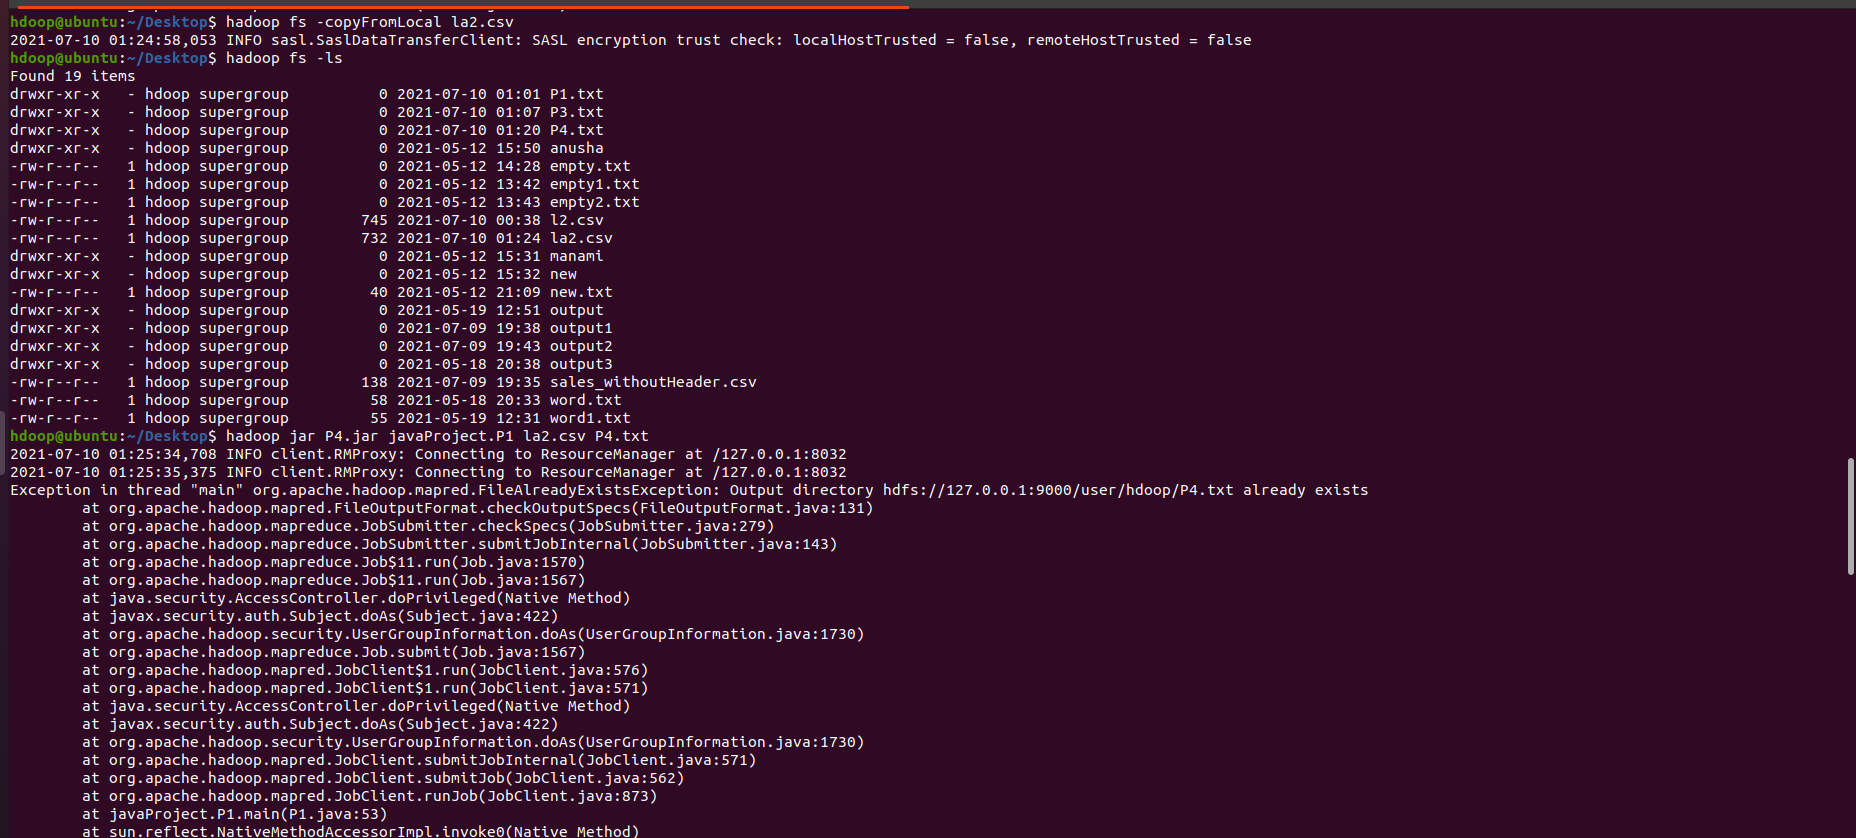 hdoop@ubuntu:~/Desktop$ hadoop fs -copyFromLocal la2.csv
2021-07-10 01:24:58,053 INFO sasl.SaslDataTransferClient: SASL encryption trust check: localHostTrusted = false, remoteHostTrusted = false
hdoop@ubuntu:~/Desktop$ hadoop fs -ls
Found 19 items
drwxr-xr-x   - hdoop supergroup          0 2021-07-10 01:01 P1.txt
drwxr-xr-x   - hdoop supergroup          0 2021-07-10 01:07 P3.txt
drwxr-xr-x   - hdoop supergroup          0 2021-07-10 01:20 P4.txt
drwxr-xr-x   - hdoop supergroup          0 2021-05-12 15:50 anusha
-rw-r--r--   1 hdoop supergroup          0 2021-05-12 14:28 empty.txt
-rw-r--r--   1 hdoop supergroup          0 2021-05-12 13:42 empty1.txt
-rw-r--r--   1 hdoop supergroup          0 2021-05-12 13:43 empty2.txt
-rw-r--r--   1 hdoop supergroup        745 2021-07-10 00:38 l2.csv
-rw-r--r--   1 hdoop supergroup        732 2021-07-10 01:24 la2.csv
drwxr-xr-x   - hdoop supergroup          0 2021-05-12 15:31 manami
drwxr-xr-x   - hdoop supergroup          0 2021-05-12 15:32 new
-rw-r--r--   1 hdoop supergroup         40 2021-05-12 21:09 new.txt
drwxr-xr-x   - hdoop supergroup          0 2021-05-19 12:51 output
drwxr-xr-x   - hdoop supergroup          0 2021-07-09 19:38 output1
drwxr-xr-x   - hdoop supergroup          0 2021-07-09 19:43 output2
drwxr-xr-x   - hdoop supergroup          0 2021-05-18 20:38 output3
-rw-r--r--   1 hdoop supergroup        138 2021-07-09 19:35 sales_withoutHeader.csv
-rw-r--r--   1 hdoop supergroup         58 2021-05-18 20:33 word.txt
-rw-r--r--   1 hdoop supergroup         55 2021-05-19 12:31 word1.txt
hdoop@ubuntu:~/Desktop$ hadoop jar P4.jar javaProject.P1 la2.csv P4.txt
2021-07-10 01:25:34,708 INFO client.RMProxy: Connecting to ResourceManager at /127.0.0.1:8032
2021-07-10 01:25:35,375 INFO client.RMProxy: Connecting to ResourceManager at /127.0.0.1:8032
Exception in thread "main" org.apache.hadoop.mapred.FileAlreadyExistsException: Output directory hdfs://127.0.0.1:9000/user/hdoop/P4.txt already exists
        at org.apache.hadoop.mapred.FileOutputFormat.checkOutputSpecs(FileOutputFormat.java:131)
        at org.apache.hadoop.mapreduce.JobSubmitter.checkSpecs(JobSubmitter.java:279)
        at org.apache.hadoop.mapreduce.JobSubmitter.submitJobInternal(JobSubmitter.java:143)
        at org.apache.hadoop.mapreduce.Job$11.run(Job.java:1570)
        at org.apache.hadoop.mapreduce.Job$11.run(Job.java:1567)
        at java.security.AccessController.doPrivileged(Native Method)
        at javax.security.auth.Subject.doAs(Subject.java:422)
        at org.apache.hadoop.security.UserGroupInformation.doAs(UserGroupInformation.java:1730)
        at org.apache.hadoop.mapreduce.Job.submit(Job.java:1567)
        at org.apache.hadoop.mapred.JobClient$1.run(JobClient.java:576)
        at org.apache.hadoop.mapred.JobClient$1.run(JobClient.java:571)
        at java.security.AccessController.doPrivileged(Native Method)
        at javax.security.auth.Subject.doAs(Subject.java:422)
        at org.apache.hadoop.security.UserGroupInformation.doAs(UserGroupInformation.java:1730)
        at org.apache.hadoop.mapred.JobClient.submitJobInternal(JobClient.java:571)
        at org.apache.hadoop.mapred.JobClient.submitJob(JobClient.java:562)
        at org.apache.hadoop.mapred.JobClient.runJob(JobClient.java:873)
        at javaProject.P1.main(P1.java:53)
        at sun.reflect.NativeMethodAccessorImpl.invoke0(Native Method)